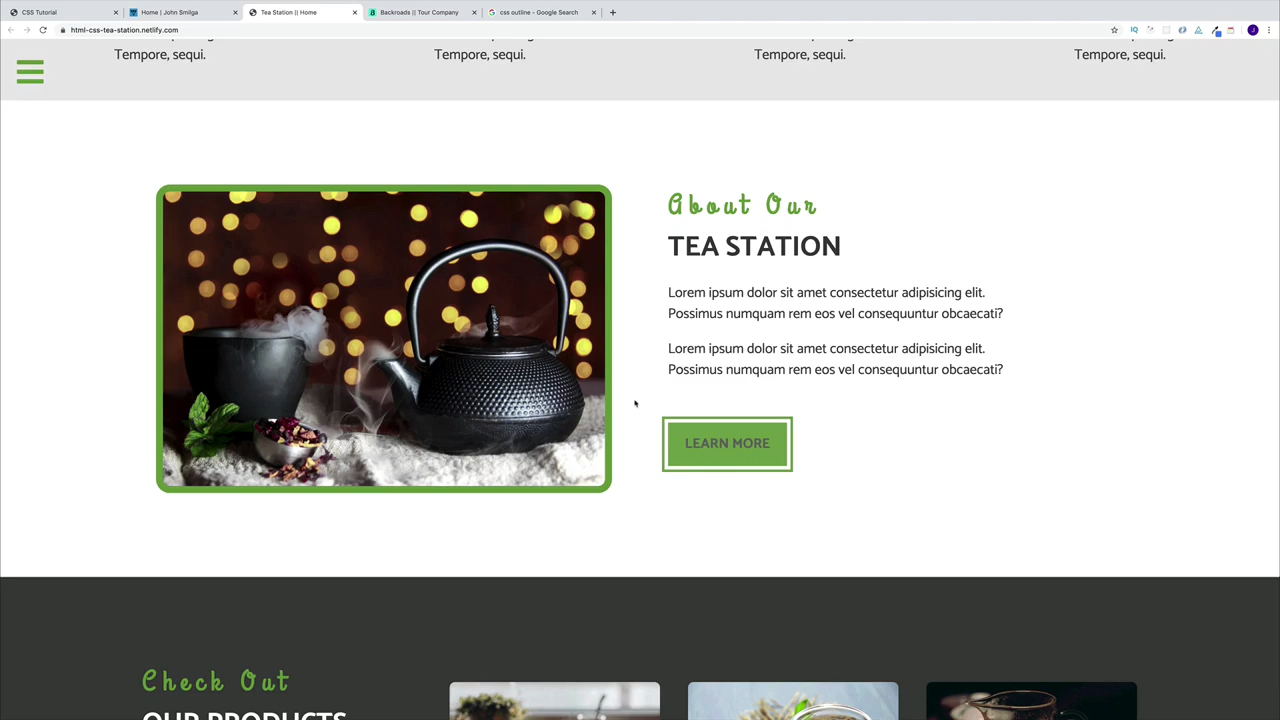 CSS Tutorial
Home | John Smilga
Tea Station || Home
Backroads || Tour Company
css outline - Google Search
html-css-tea-station.netlify.com
Tempore, sequi.
Tempore, sequi.
Tempore, sequi.
Tempore, sequi.
About Our
TEA STATION
Lorem ipsum dolor sit amet consectetur adipisicing elit.
Possimus numquam rem eos vel consequuntur obcaecati?
Lorem ipsum dolor sit amet consectetur adipisicing elit.
Possimus numquam rem eos vel consequuntur obcaecati?
LEARN MORE
Check Out
OUR PRODUCTS